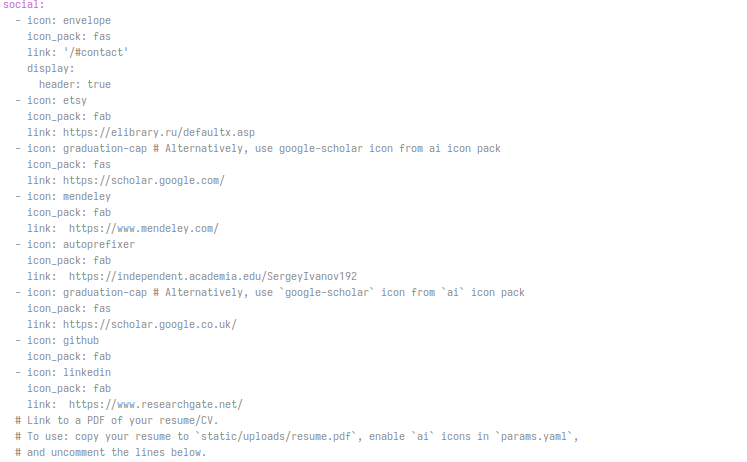 social:
  - icon: envelope
    icon_pack: fas
    link: '/#contact'
    display:
      header: true
  - icon: etsy
    icon_pack: fab
    link: https://elibrary.ru/defaultx.asp
  - icon: graduation-cap # Alternatively, use google-scholar icon from ai icon pack
    icon_pack: fas
    link: https://scholar.google.com/
  - icon: mendeley
    icon_pack: fab
    link:  https://www.mendeley.com/
  - icon: autoprefixer
    icon_pack: fab
    link:  https://independent.academia.edu/SergeyIvanov192
  - icon: graduation-cap # Alternatively, use `google-scholar` icon from `ai` icon pack
    icon_pack: fas
    link: https://scholar.google.co.uk/
  - icon: github
    icon_pack: fab
  - icon: linkedin
    icon_pack: fab
    link:  https://www.researchgate.net/
  # Link to a PDF of your resume/CV.
  # To use: copy your resume to `static/uploads/resume.pdf`, enable `ai` icons in `params.yaml`,
  # and uncomment the lines below.